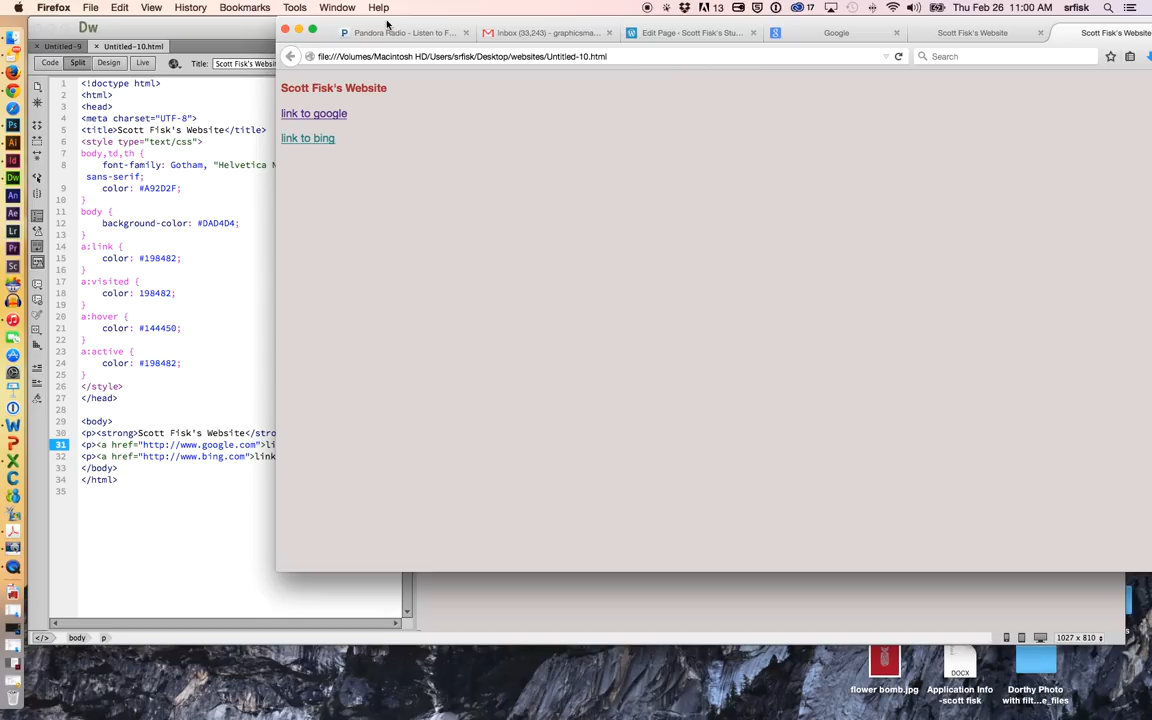 Firefox File Edit View History Bookmarks Tools Window Help 13 17 Thu Feb 26 11:00 AM srfisk
Dw
Pandora Radio - Listen to F... Inbox (33,243) - graphicsma... Edit Page · Scott Fisk's Stu... Google Scott Fisk's Website Scott Fisk's Website
Untitled-9 Untitled-10.html
file:///Volumes/Macintosh HD/Users/srfisk/Desktop/websites/Untitled-10.html Search
Code Split Design Live Title: Scott Fisk's Websit
1 <!doctype html>
2 <html>
3 <head>
4 <meta charset="UTF-8">
5 <title>Scott Fisk's Website</title>
6 <style type="text/css">
7 body,td,th {
8 font-family: Gotham, "Helvetica N
sans-serif;
9 color: #A92D2F;
10 }
11 body {
12 background-color: #DAD4D4;
13 }
14 a:link {
15 color: #198482;
16 }
17 a:visited {
18 color: 198482;
19 }
20 a:hover {
21 color: #144450;
22 }
23 a:active {
24 color: #198482;
25 }
26 </style>
27 </head>
28
29 <body>
30 <p><strong>Scott Fisk's Website</stro
31 <p><a href="http://www.google.com">li
32 <p><a href="http://www.bing.com">link
33 </body>
34 </html>
35
Scott Fisk's Website
link to google
link to bing
</> body p
1027 x 810
flower bomb.jpg
DOCX
Application Info
-scott fisk
Dorthy Photo
with filt...e_files